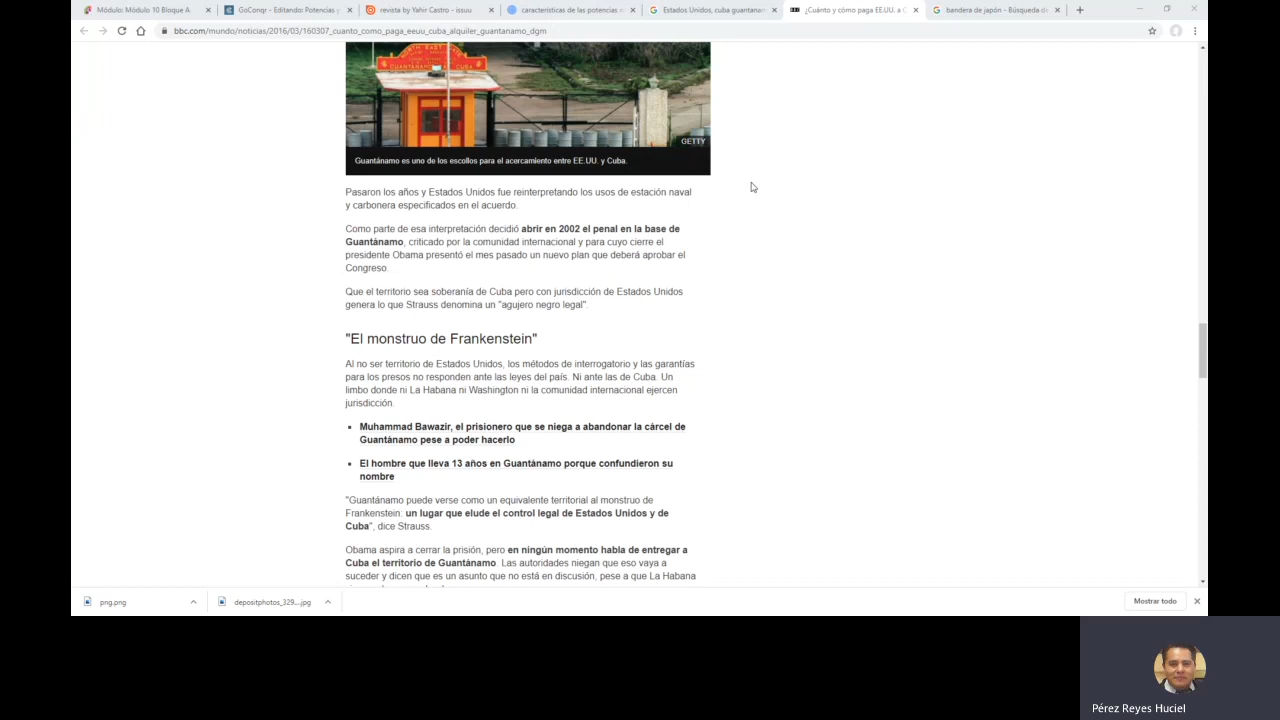 Módulo: Módulo 10 Bloque A
GoConqr - Editando: Potencias y
revista by Yahir Castro - issuu
características de las potencias m
Estados Unidos, cuba guantanam
¿Cuánto y cómo paga EE.UU. a C
bandera de japón - Búsqueda de
bbc.com/mundo/noticias/2016/03/160307_cuanto_como_paga_eeuu_cuba_alquiler_guantanamo_dgm
NORTH EAST GATE
GUANTANAMO CUBA
GETTY
Guantánamo es uno de los escollos para el acercamiento entre EE.UU. y Cuba.
Pasaron los años y Estados Unidos fue reinterpretando los usos de estación naval
y carbonera especificados en el acuerdo.
Como parte de esa interpretación decidió abrir en 2002 el penal en la base de
Guantánamo, criticado por la comunidad internacional y para cuyo cierre el
presidente Obama presentó el mes pasado un nuevo plan que deberá aprobar el
Congreso.
Que el territorio sea soberanía de Cuba pero con jurisdicción de Estados Unidos
genera lo que Strauss denomina un "agujero negro legal".
"El monstruo de Frankenstein"
Al no ser territorio de Estados Unidos, los métodos de interrogatorio y las garantías
para los presos no responden ante las leyes del país. Ni ante las de Cuba. Un
limbo donde ni La Habana ni Washington ni la comunidad internacional ejercen
jurisdicción.
Muhammad Bawazir, el prisionero que se niega a abandonar la cárcel de
Guantánamo pese a poder hacerlo
El hombre que lleva 13 años en Guantánamo porque confundieron su
nombre
"Guantánamo puede verse como un equivalente territorial al monstruo de
Frankenstein: un lugar que elude el control legal de Estados Unidos y de
Cuba", dice Strauss.
Obama aspira a cerrar la prisión, pero en ningún momento habla de entregar a
Cuba el territorio de Guantánamo. Las autoridades niegan que eso vaya a
suceder y dicen que es un asunto que no está en discusión, pese a que La Habana
png.png
depositphotos_329....jpg
Mostrar todo
Pérez Reyes Huciel